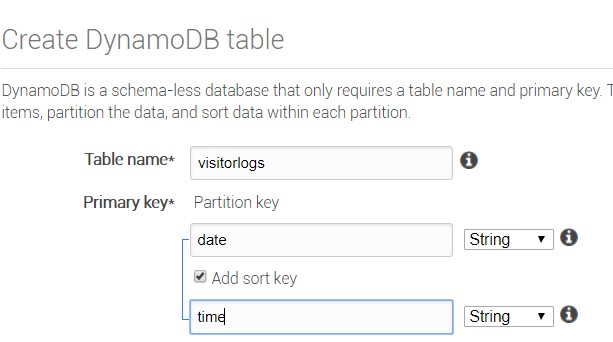 Create DynamoDB table
DynamoDB is a schema-less database that only requires a table name and primary key. T
items, partition the data, and sort data within each partition.
Table name* visitorlogs
Primary key* Partition key
date String
Add sort key
time String